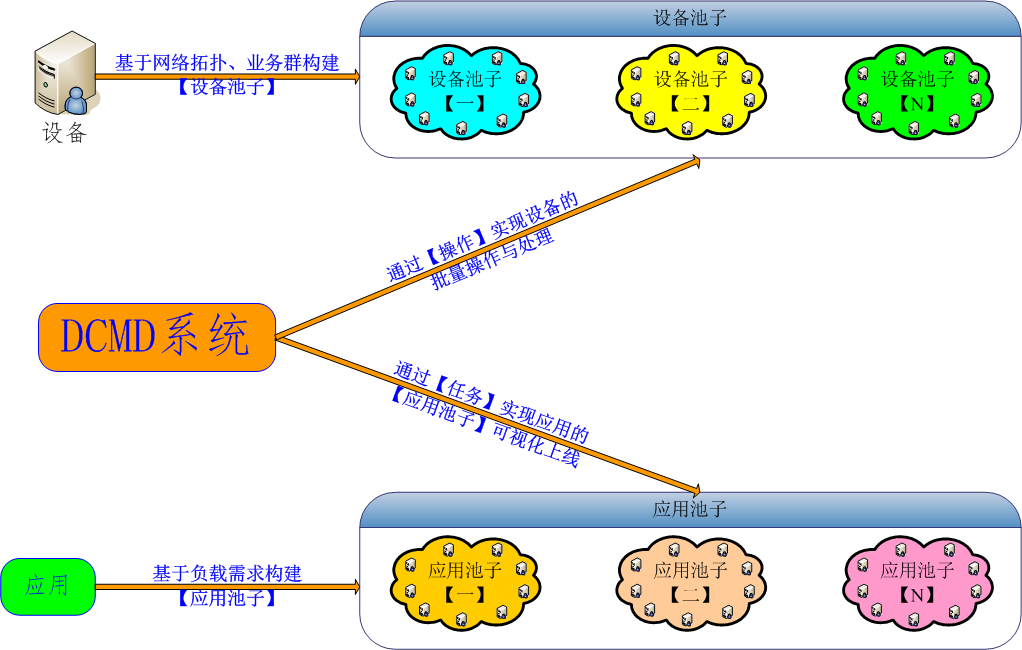 设备池子
基于网络拓扑、业务群构建
【设备池子】
设备
设备池子
【一】
设备池子
【二】
设备池子
【N】
通过【操作】实现设备的
批量操作与处理
DCMD系统
通过【任务】实现应用的
【应用池子】可视化上线
应用池子
应用
基于负载需求构建
【应用池子】
应用池子
【一】
应用池子
【二】
应用池子
【N】